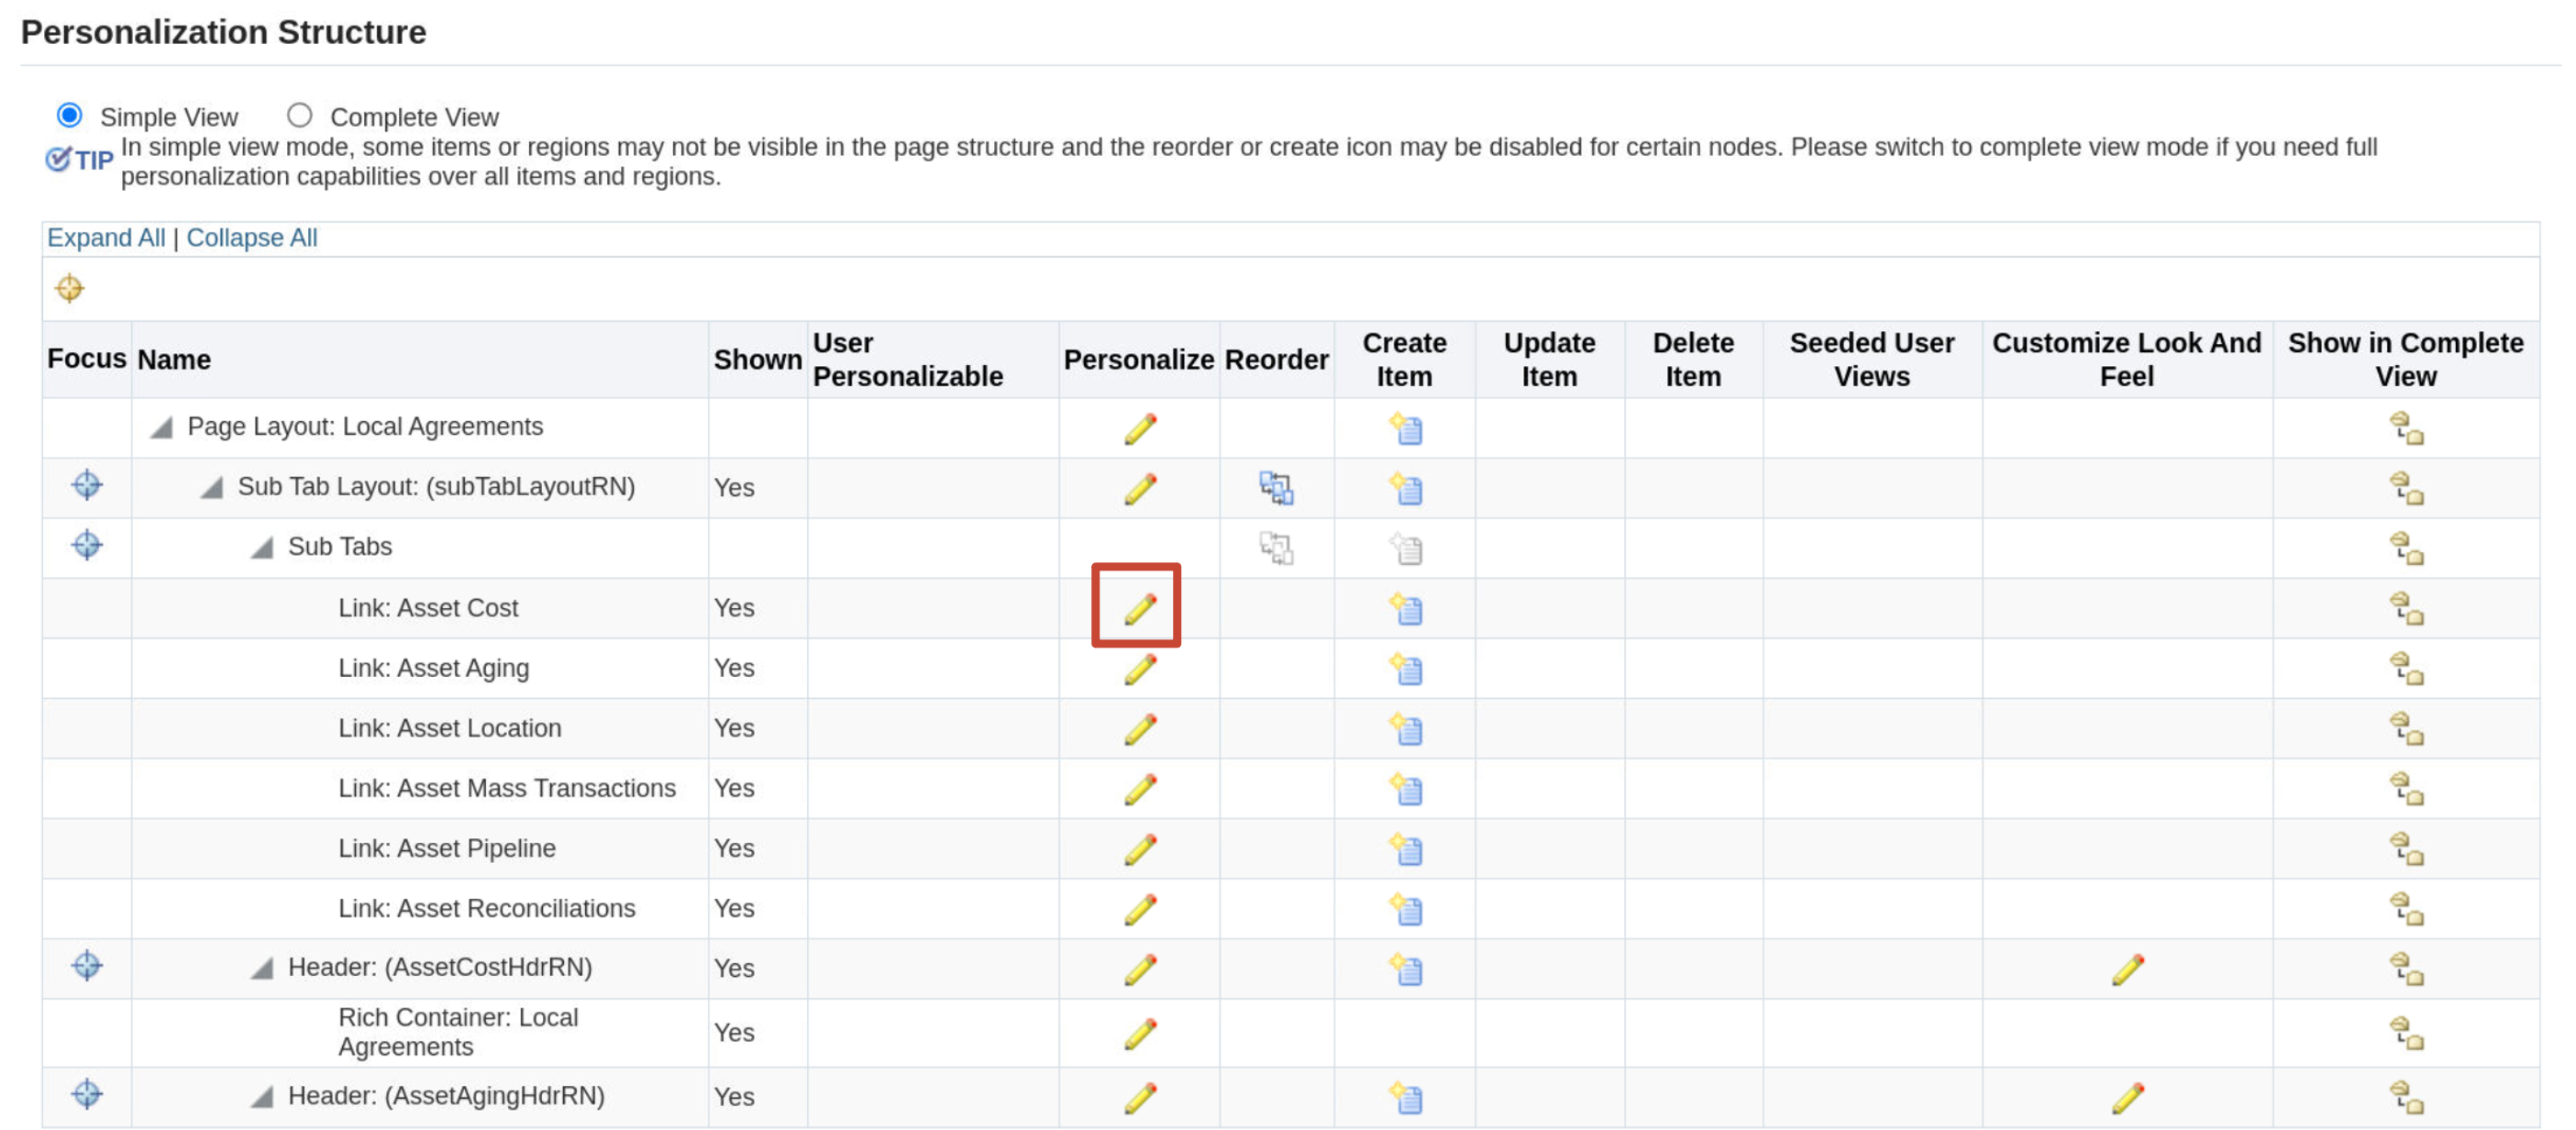 Personalization Structure
Simple View Complete View
TIP In simple view mode, some items or regions may not be visible in the page structure and the reorder or create icon may be disabled for certain nodes. Please switch to complete view mode if you need full
personalization capabilities over all items and regions.
Expand All | Collapse All
Focus Name Shown User Personalizable Personalize Reorder Create Item Update Item Delete Item Seeded User Views Customize Look And Feel Show in Complete View
Page Layout: Local Agreements
Sub Tab Layout: (subTabLayoutRN) Yes
Sub Tabs
Link: Asset Cost Yes
Link: Asset Aging Yes
Link: Asset Location Yes
Link: Asset Mass Transactions Yes
Link: Asset Pipeline Yes
Link: Asset Reconciliations Yes
Header: (AssetCostHdrRN) Yes
Rich Container: Local
Agreements Yes
Header: (AssetAgingHdrRN) Yes